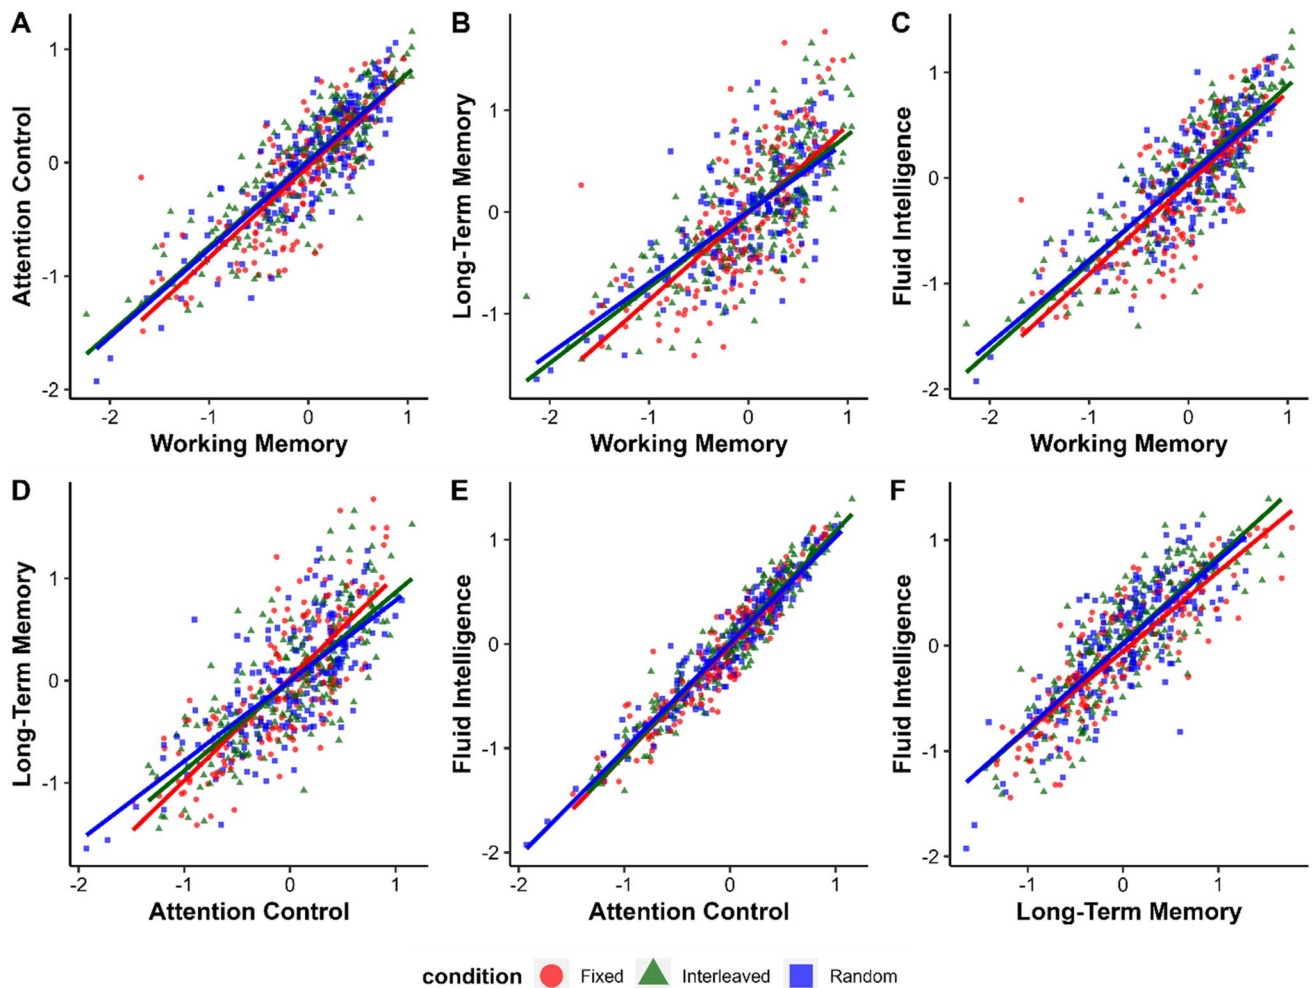 A
B
C
Attention Control
1
0
-1
-2
-2
-1
0
1
Working Memory
Long-Term Memory
1
0
-1
-2
-1
0
1
Working Memory
Fluid Intelligence
1
0
-1
-2
-2
-1
0
1
Working Memory
D
E
F
Long-Term Memory
1
0
-1
-2
-1
0
1
Attention Control
Fluid Intelligence
1
0
-1
-2
-2
-1
0
1
Attention Control
Fluid Intelligence
1
0
-1
-2
-1
0
1
Long-Term Memory
condition Fixed Interleaved Random